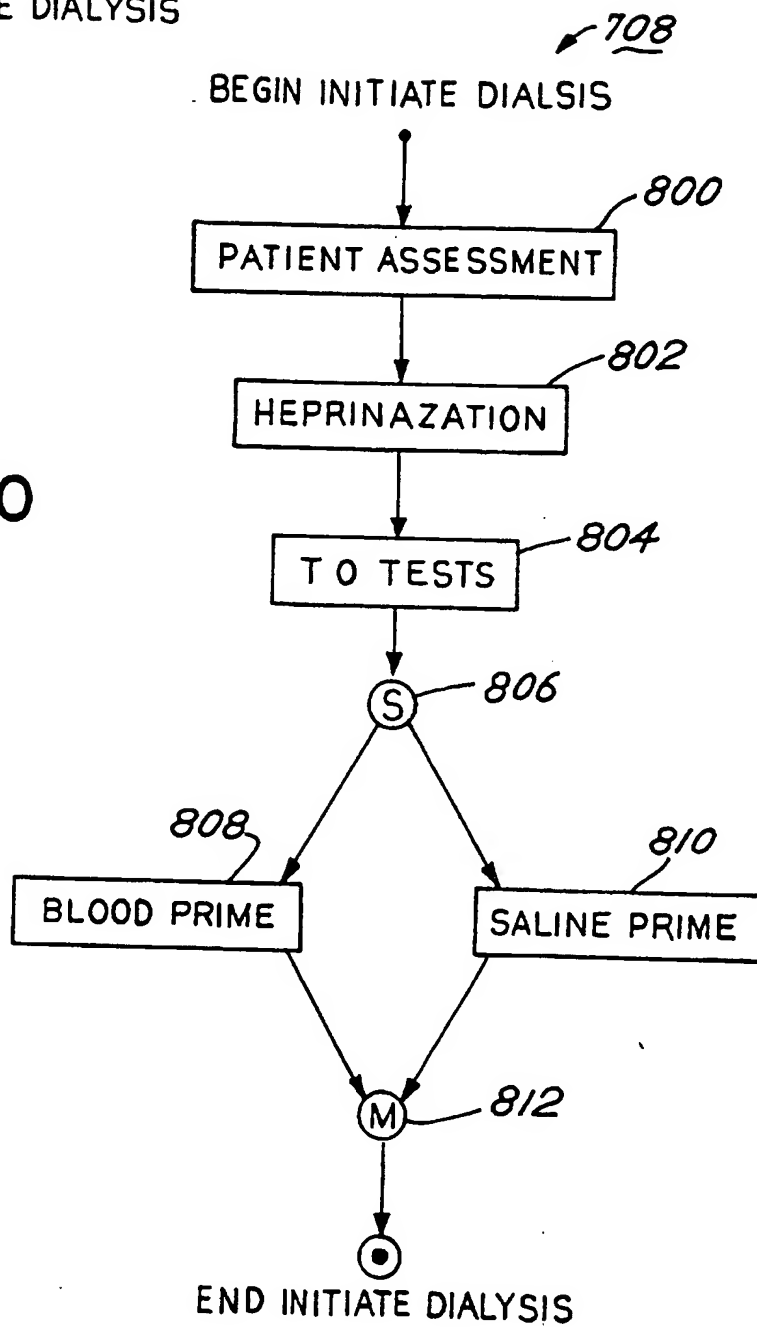 E DIALYSIS
708
BEGIN INITIATE DIALSIS
800
PATIENT ASSESSMENT
802
HEPRINAZATION
O
804
T O TESTS
806
S
808
810
BLOOD PRIME
SALINE PRIME
812
M
END INITIATE DIALYSIS